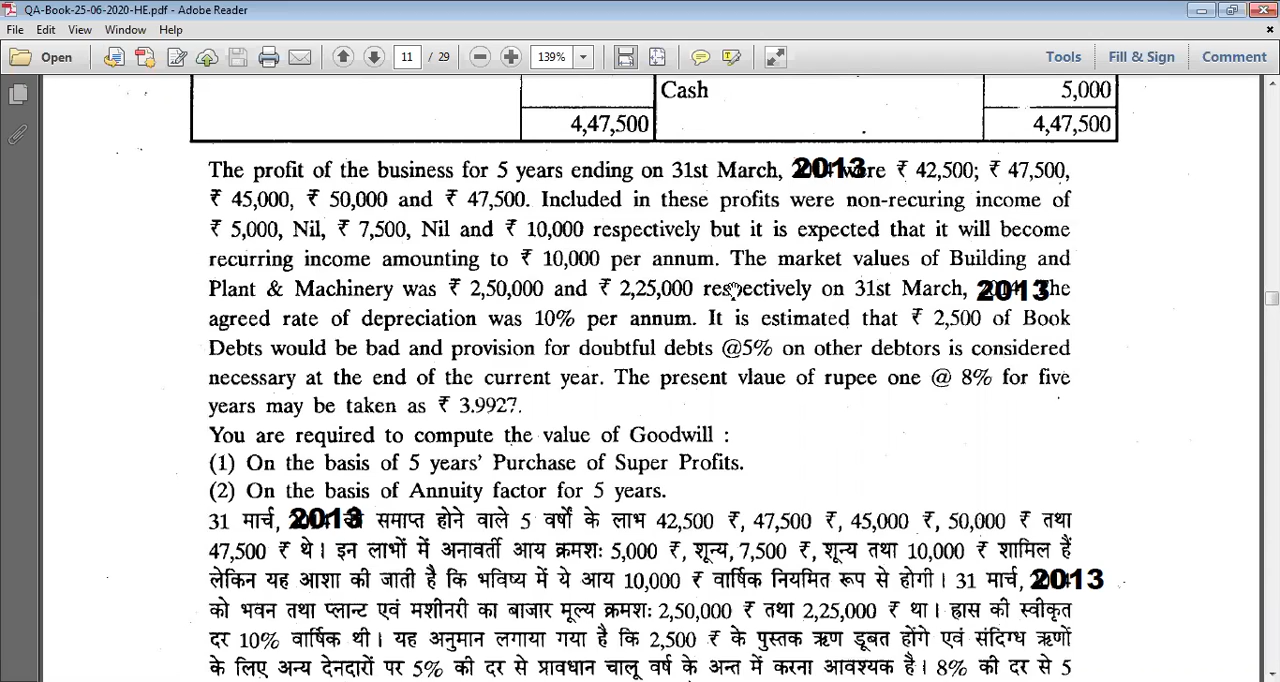 QA-Book-25-06-2020-HE.pdf - Adobe Reader
File Edit View Window Help
Open 11 / 29 139% Tools Fill & Sign Comment
Cash 5,000
4,47,500 4,47,500
The profit of the business for 5 years ending on 31st March, 2013 were ₹ 42,500; ₹ 47,500,
₹ 45,000, ₹ 50,000 and ₹ 47,500. Included in these profits were non-recuring income of
₹ 5,000, Nil, ₹ 7,500, Nil and ₹ 10,000 respectively but it is expected that it will become
recurring income amounting to ₹ 10,000 per annum. The market values of Building and
Plant & Machinery was ₹ 2,50,000 and ₹ 2,25,000 respectively on 31st March, 2013 The
agreed rate of depreciation was 10% per annum. It is estimated that ₹ 2,500 of Book
Debts would be bad and provision for doubtful debts @5% on other debtors is considered
necessary at the end of the current year. The present vlaue of rupee one @ 8% for five
years may be taken as ₹ 3.9927.
You are required to compute the value of Goodwill :
(1) On the basis of 5 years' Purchase of Super Profits.
(2) On the basis of Annuity factor for 5 years.
31 मार्च, 2013 को समाप्त होने वाले 5 वर्षों के लाभ 42,500 ₹, 47,500 ₹, 45,000 ₹, 50,000 ₹ तथा
47,500 ₹ थे। इन लाभों में अनावर्ती आय क्रमशः 5,000 ₹, शून्य, 7,500 ₹, शून्य तथा 10,000 ₹ शामिल हैं
लेकिन यह आशा की जाती है कि भविष्य में ये आय 10,000 ₹ वार्षिक नियमित रूप से होगी। 31 मार्च, 2013
को भवन तथा प्लान्ट एवं मशीनरी का बाजार मूल्य क्रमशः 2,50,000 ₹ तथा 2,25,000 ₹ था। ह्रास की स्वीकृत
दर 10% वार्षिक थी। यह अनुमान लगाया गया है कि 2,500 ₹ के पुस्तक ऋण डूबत होंगे एवं संदिग्ध ऋणों
के लिए अन्य देनदारों पर 5% की दर से प्रावधान चालू वर्ष के अन्त में करना आवश्यक है। 8% की दर से 5